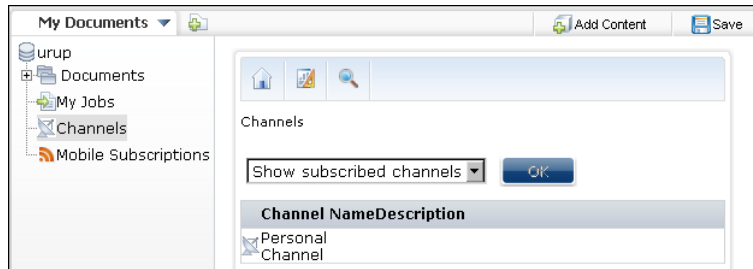 My Documents
Add Content
Save
urup
Documents
My Jobs
Channels
Mobile Subscriptions
Channels
Show subscribed channels
OK
Channel NameDescription
Personal
Channel